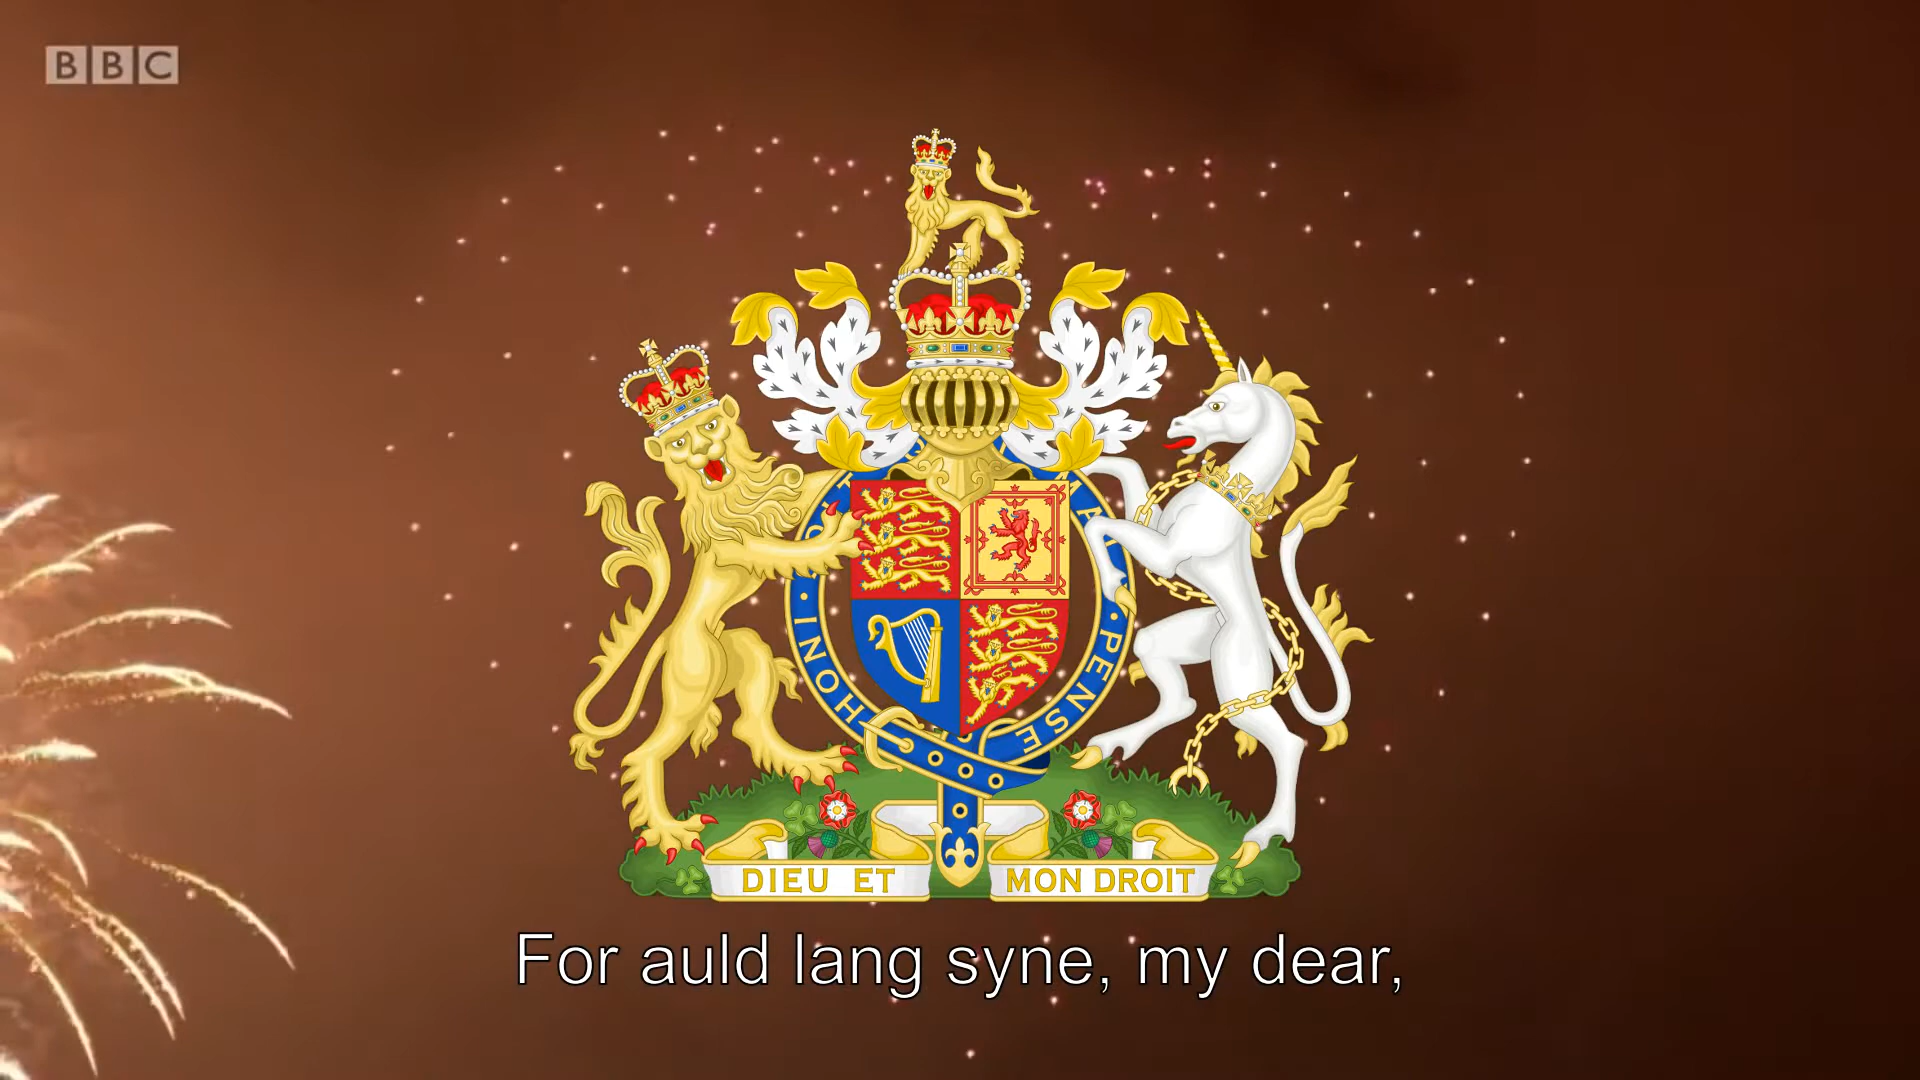 BBC
HONI
PENSE
DIEU ET
MON DROIT
For auld lang syne, my dear,